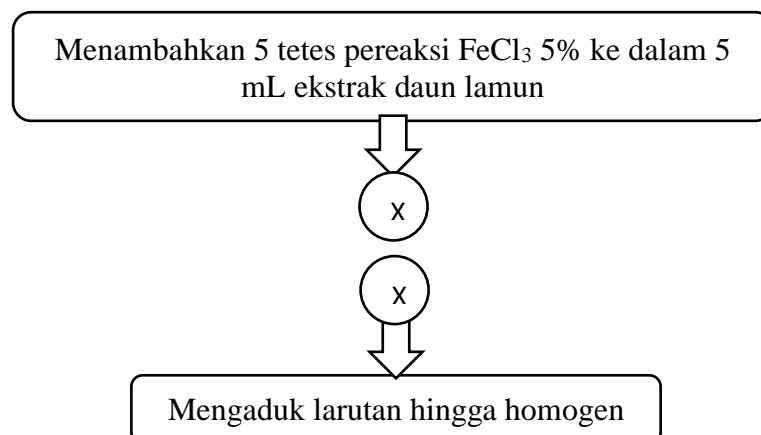 Menambahkan 5 tetes pereaksi FeCl₃ 5% ke dalam 5
mL ekstrak daun lamun
x
x
Mengaduk larutan hingga homogen